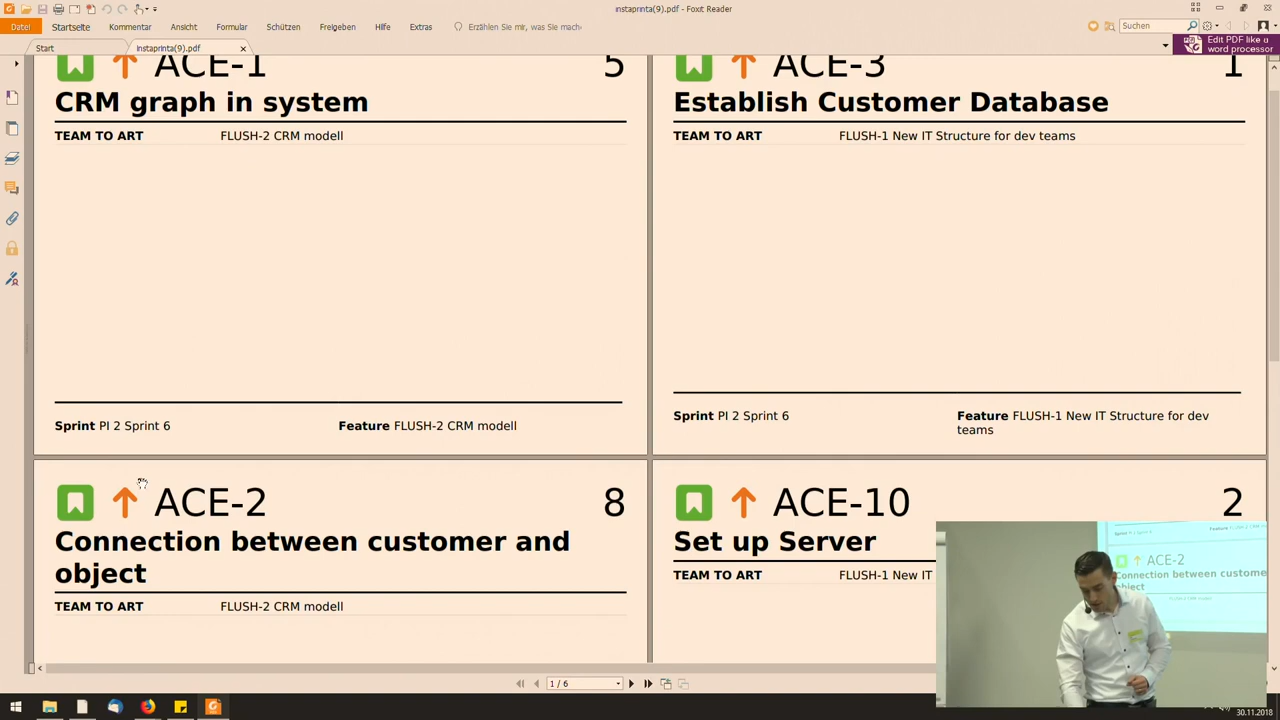 instaprinta(9).pdf - Foxit Reader
Datei Startseite Kommentar Ansicht Formular Schützen Freigeben Hilfe Extras Erzählen Sie mir, was Sie mach Suchen
Start instaprinta(9).pdf
Edit PDF like a
word processor
ACE-1 5
CRM graph in system
TEAM TO ART FLUSH-2 CRM modell
Sprint PI 2 Sprint 6 Feature FLUSH-2 CRM modell
ACE-3 1
Establish Customer Database
TEAM TO ART FLUSH-1 New IT Structure for dev teams
Sprint PI 2 Sprint 6 Feature FLUSH-1 New IT Structure for dev
teams
ACE-2 8
Connection between customer and
object
TEAM TO ART FLUSH-2 CRM modell
ACE-10 2
Set up Server
TEAM TO ART FLUSH-1 New IT
ACE-2
Connection between custome
object
1 / 6
30.11.2018